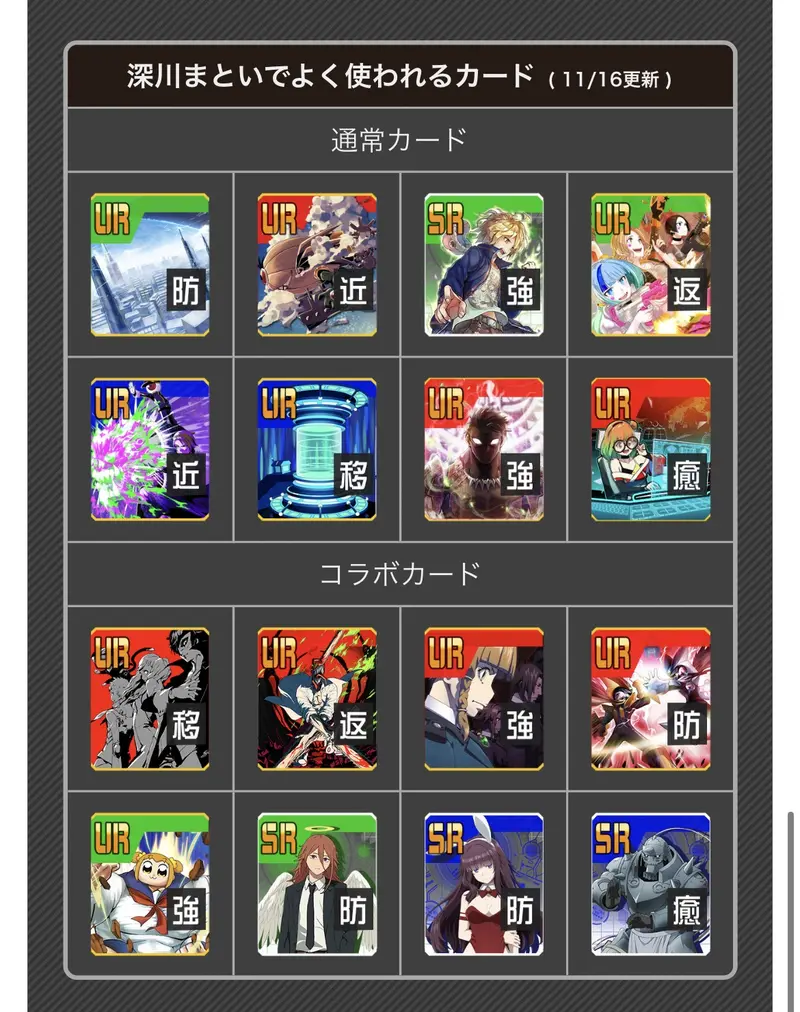 深川まといでよく使われるカード ( 11/16更新 )
通常カード
UR UR SR UR
防 近 強 返
UR UR UR UR
近 移 強 癒
コラボカード
UR UR UR UR
移 返 強 防
UR SR SR SR
強 防 防 癒